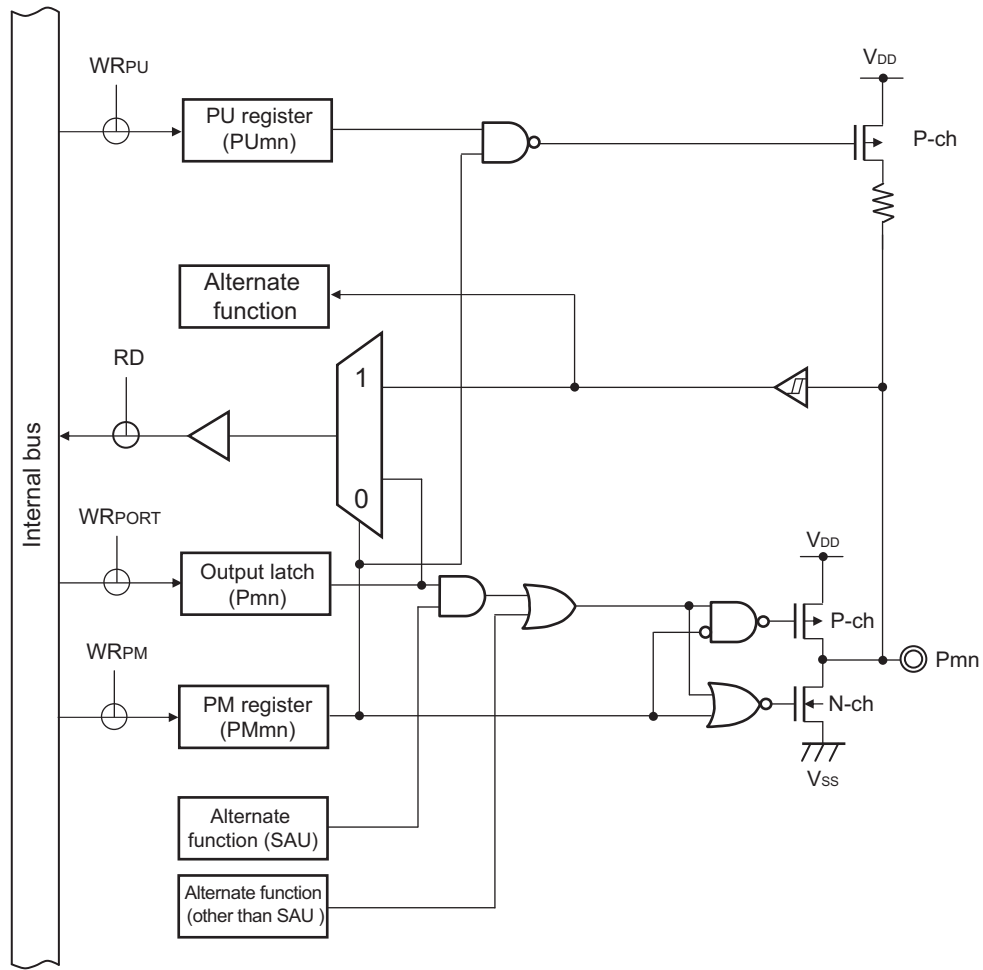 WRPU
PU register
(PUmn)
VDD
P-ch
Alternate
function
RD
1
0
Internal bus
WRPORT
Output latch
(Pmn)
VDD
P-ch
Pmn
WRPM
PM register
(PMmn)
N-ch
VSS
Alternate
function (SAU)
Alternate function
(other than SAU )